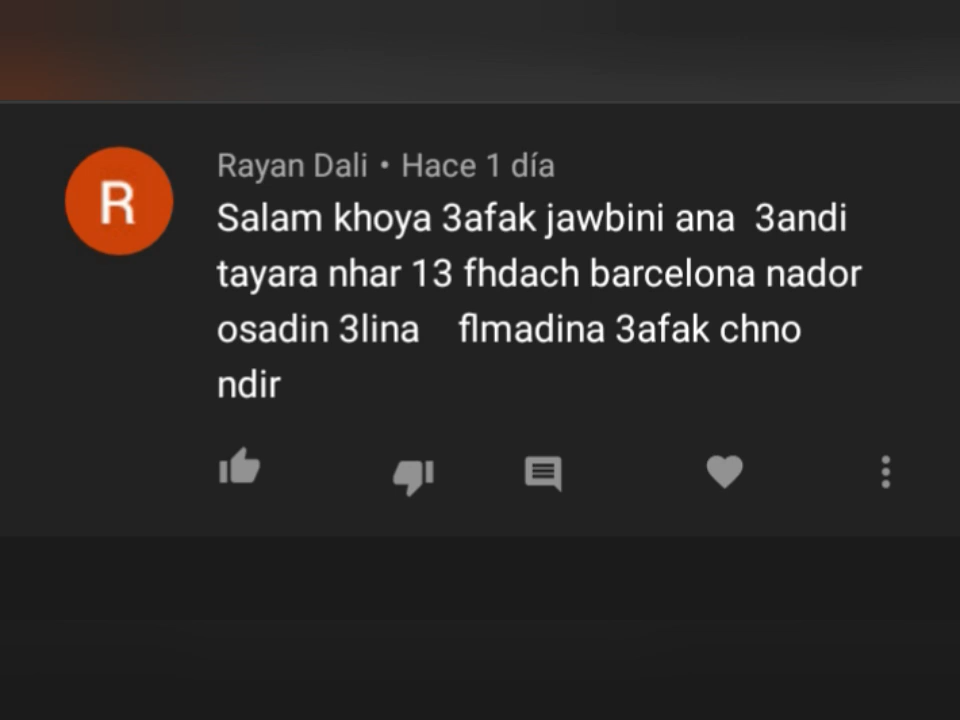 R
Rayan Dali • Hace 1 día
Salam khoya 3afak jawbini ana  3andi
tayara nhar 13 fhdach barcelona nador
osadin 3lina    flmadina 3afak chno
ndir